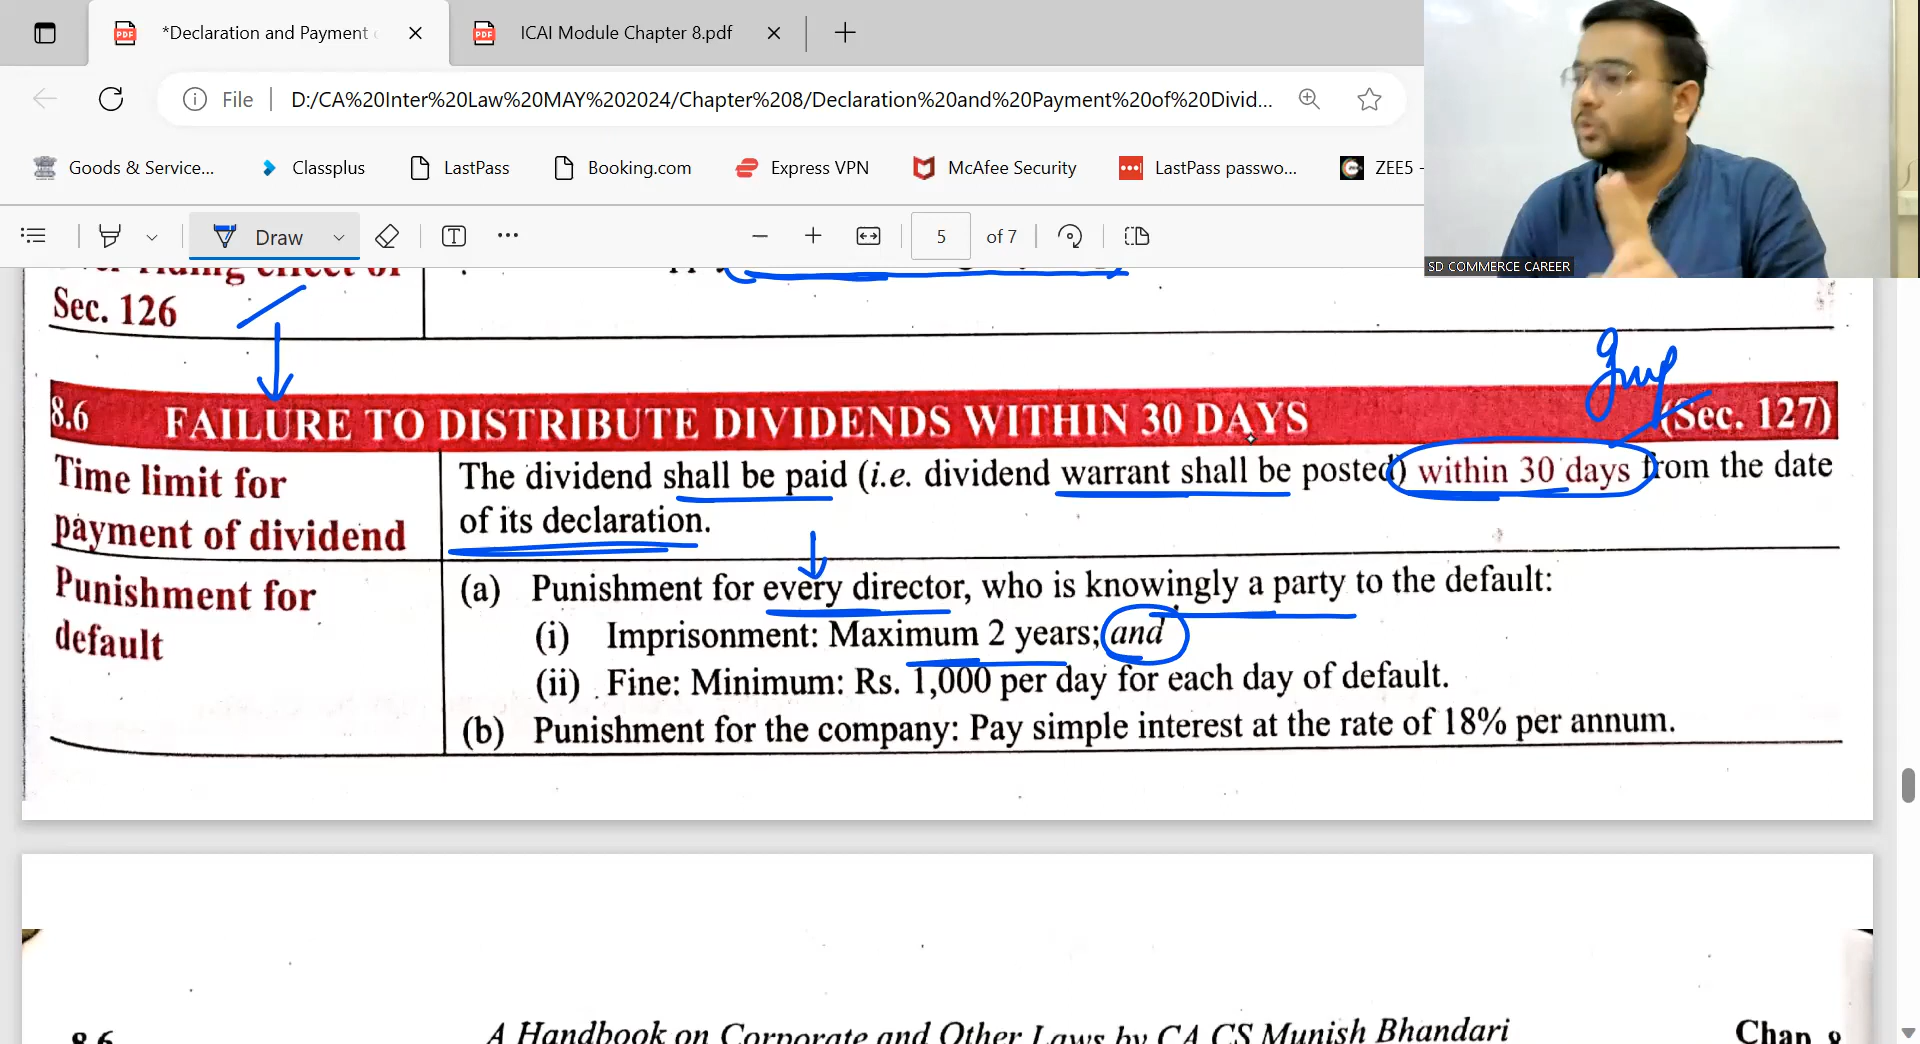 *Declaration and Payment
ICAI Module Chapter 8.pdf
File
D:/CA%20Inter%20Law%20MAY%202024/Chapter%208/Declaration%20and%20Payment%20of%20Divid...
Goods & Service...
Classplus
LastPass
Booking.com
Express VPN
McAfee Security
LastPass passwo...
ZEE5 -
Draw
5
of 7
SD COMMERCE CAREER
effect of
Sec. 126
Imp
8.6 FAILURE TO DISTRIBUTE DIVIDENDS WITHIN 30 DAYS (Sec. 127)
Time limit for
payment of dividend
The dividend shall be paid (i.e. dividend warrant shall be posted) within 30 days from the date
of its declaration.
Punishment for
default
(a) Punishment for every director, who is knowingly a party to the default:
(i) Imprisonment: Maximum 2 years; and
(ii) Fine: Minimum: Rs. 1,000 per day for each day of default.
(b) Punishment for the company: Pay simple interest at the rate of 18% per annum.
8.6
A Handbook on Corporate and Other Laws by CA CS Munish Bhandari
Chap. 8